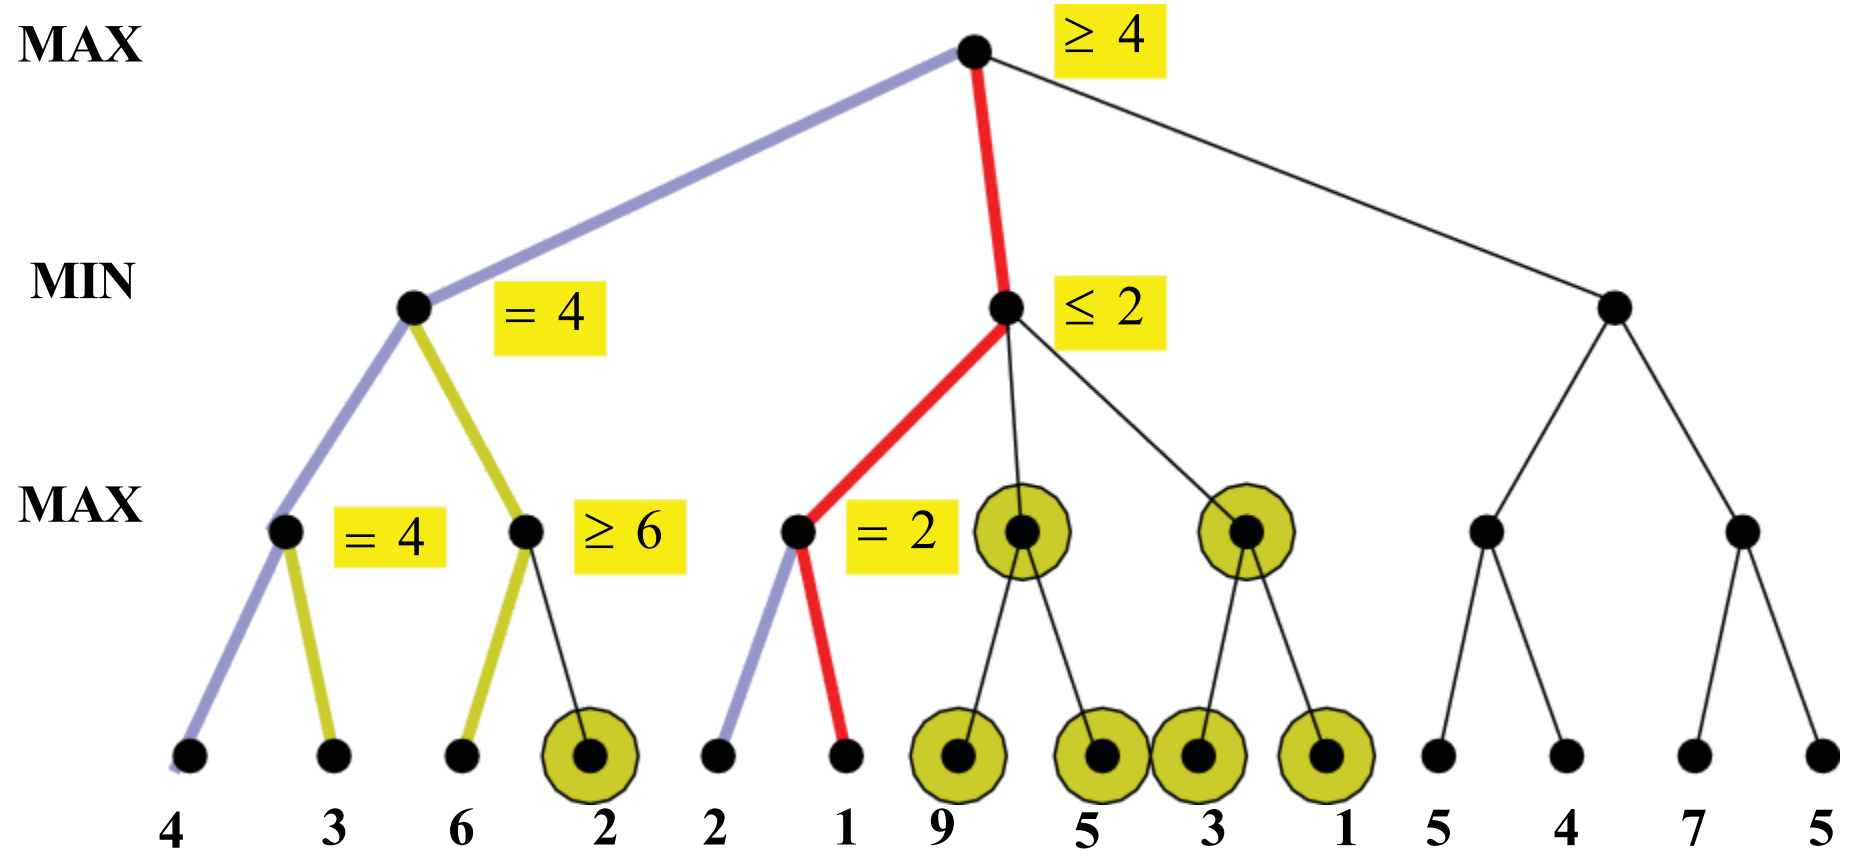 MAX ≥ 4
MIN = 4 ≤ 2
MAX = 4 ≥ 6 = 2
4 3 6 2 2 1 9 5 3 1 5 4 7 5